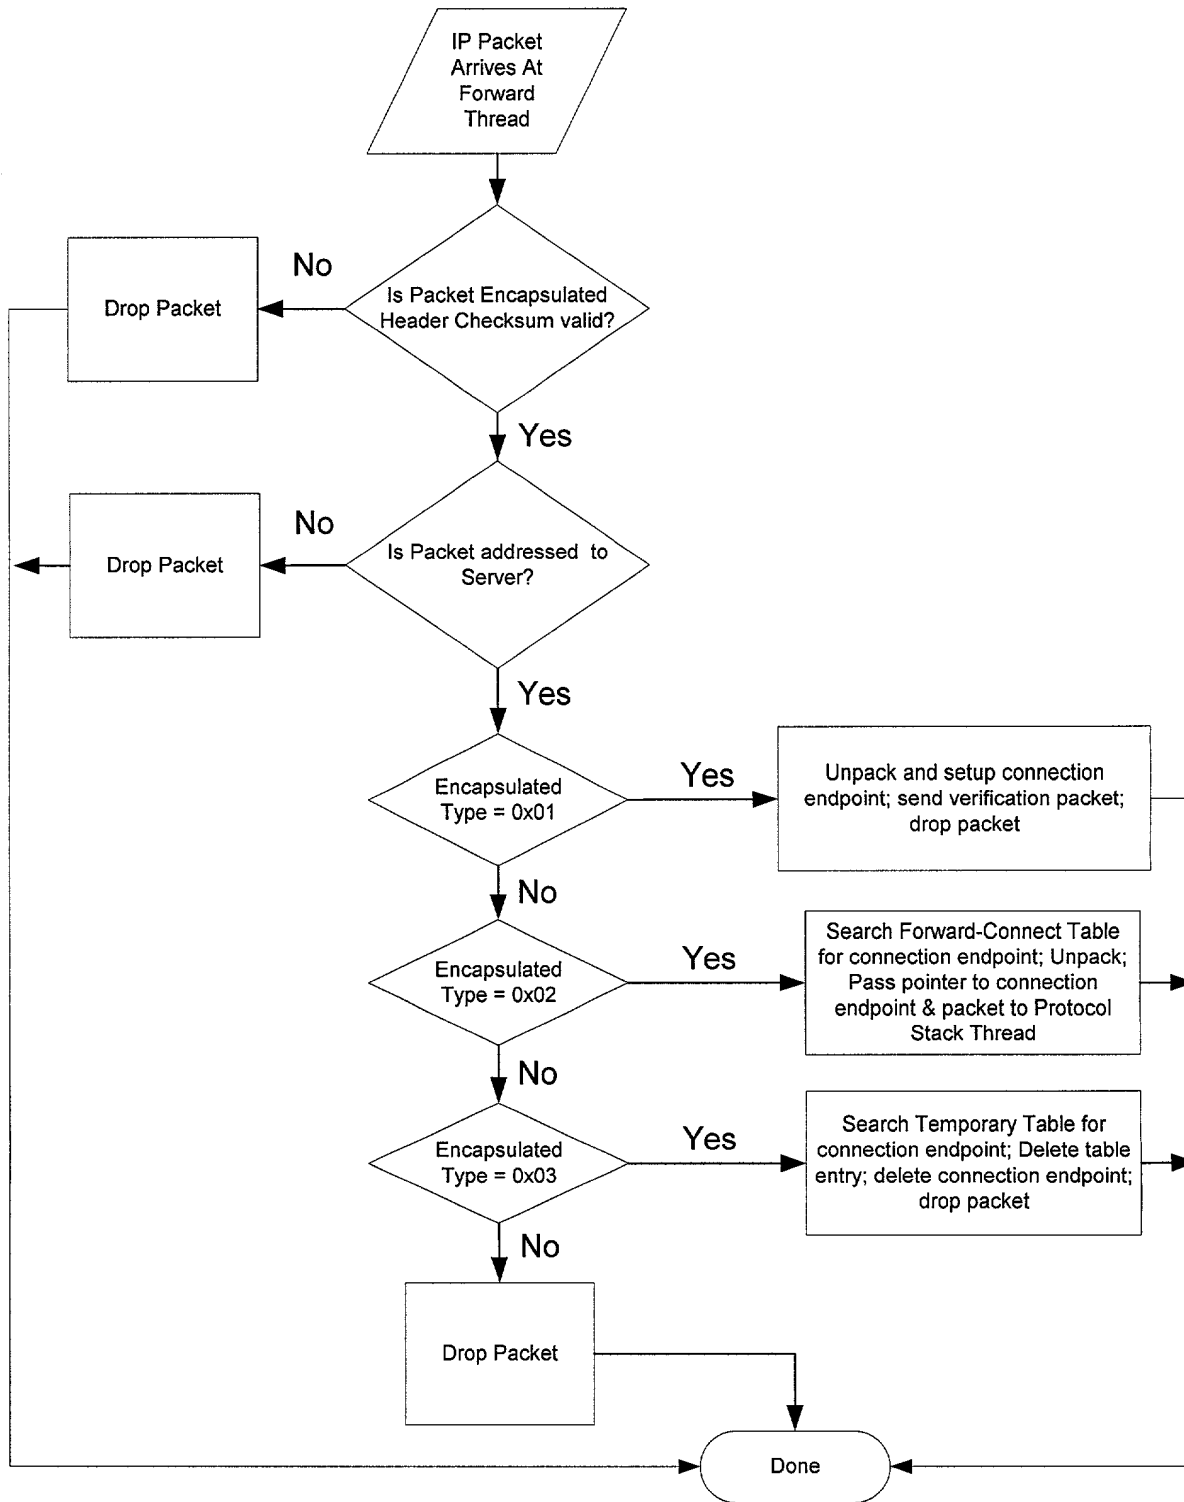 IP Packet
Arrives At
Forward
Thread
No
Drop Packet
Is Packet Encapsulated
Header Checksum valid?
Yes
No
Drop Packet
Is Packet addressed to
Server?
Yes
Encapsulated
Type = 0x01
Yes
Unpack and setup connection
endpoint; send verification packet;
drop packet
No
Encapsulated
Type = 0x02
Yes
Search Forward-Connect Table
for connection endpoint; Unpack;
Pass pointer to connection
endpoint & packet to Protocol
Stack Thread
No
Encapsulated
Type = 0x03
Yes
Search Temporary Table for
connection endpoint; Delete table
entry; delete connection endpoint;
drop packet
No
Drop Packet
Done